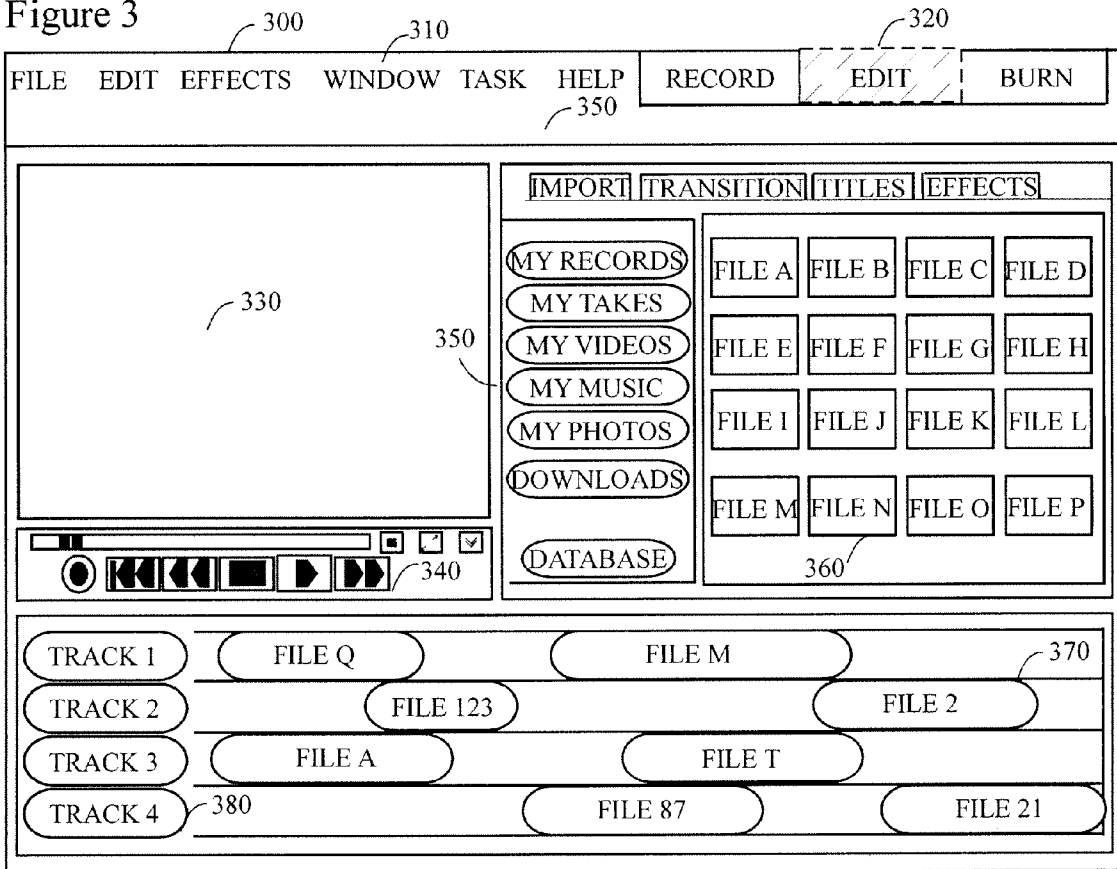 Figure 3
300
310
320
FILE EDIT EFFECTS WINDOW TASK HELP RECORD EDIT BURN
350
IMPORT TRANSITION TITLES EFFECTS
330
350
MY RECORDS
MY TAKES
MY VIDEOS
MY MUSIC
MY PHOTOS
DOWNLOADS
DATABASE
FILE A FILE B FILE C FILE D
FILE E FILE F FILE G FILE H
FILE I FILE J FILE K FILE L
FILE M FILE N FILE O FILE P
340
360
TRACK 1 FILE Q FILE M
370
TRACK 2 FILE 123 FILE 2
TRACK 3 FILE A FILE T
TRACK 4 380 FILE 87 FILE 21